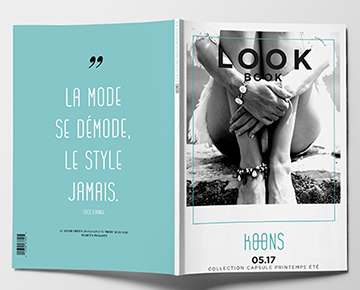 ”
LA MODE
SE DÉMODE,
LE STYLE
JAMAIS.
COCO CHANEL
LOOK
BOOK
KOONS
05.17
COLLECTION CAPSULE PRINTEMPS ÉTÉ